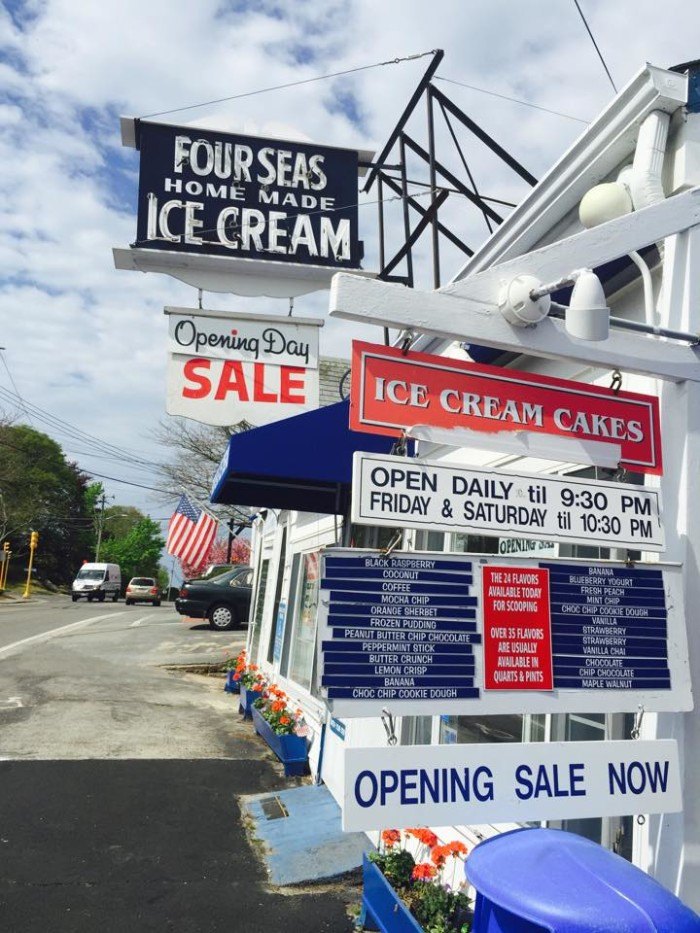 FOUR SEAS
HOME MADE
ICE CREAM
Opening Day
SALE
ICE CREAM CAKES
OPEN DAILY til 9:30 PM
FRIDAY & SATURDAY til 10:30 PM
OPENING
BLACK RASPBERRY
COCONUT
COFFEE
MOCHA CHIP
ORANGE SHERBET
FROZEN PUDDING
PEANUT BUTTER CHIP CHOCOLATE
PEPPERMINT STICK
BUTTER CRUNCH
LEMON CRISP
BANANA
CHOC CHIP COOKIE DOUGH
THE 24 FLAVORS
AVAILABLE TODAY
FOR SCOOPING
OVER 35 FLAVORS
ARE USUALLY
AVAILABLE IN
QUARTS & PINTS
BANANA
BLUEBERRY YOGURT
FRESH PEACH
MINT CHIP
CHOC CHIP COOKIE DOUGH
VANILLA
STRAWBERRY
STRAWBERRY
VANILLA CHAI
CHOCOLATE
CHIP CHOCOLATE
MAPLE WALNUT
OPENING SALE NOW